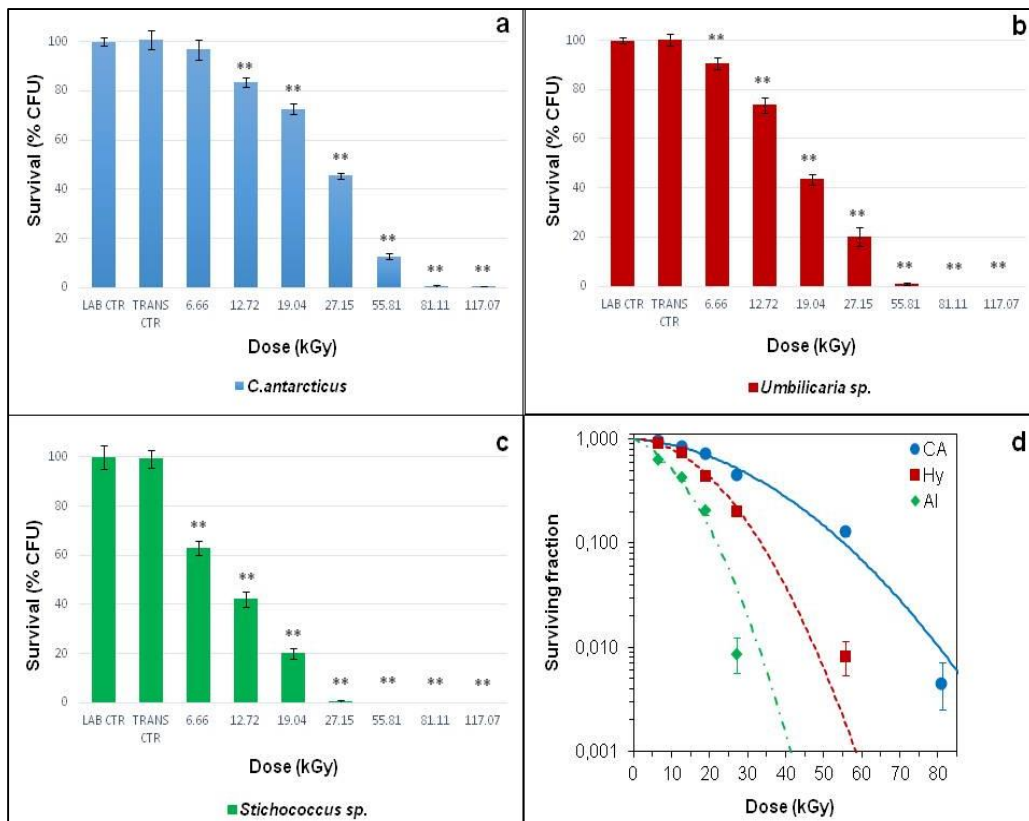 a
Survival (% CFU)
100
80
60
40
20
0
** ** ** ** ** **
LAB CTR TRANS CTR 6.66 12.72 19.04 27.15 55.81 81.11 117.07
Dose (kGy)
C.antarcticus
b
Survival (% CFU)
100
80
60
40
20
0
** ** ** ** ** ** **
LAB CTR TRANS CTR 6.66 12.72 19.04 27.15 55.81 81.11 117.07
Dose (kGy)
Umbilicaria sp.
c
Survival (% CFU)
100
80
60
40
20
0
** ** ** ** ** ** **
LAB CTR TRANS CTR 6.66 12.72 19.04 27.15 55.81 81.11 117.07
Dose (kGy)
Stichococcus sp.
d
Surviving fraction
1,000
0,100
0,010
0,001
CA
Hy
Al
0 10 20 30 40 50 60 70 80
Dose (kGy)